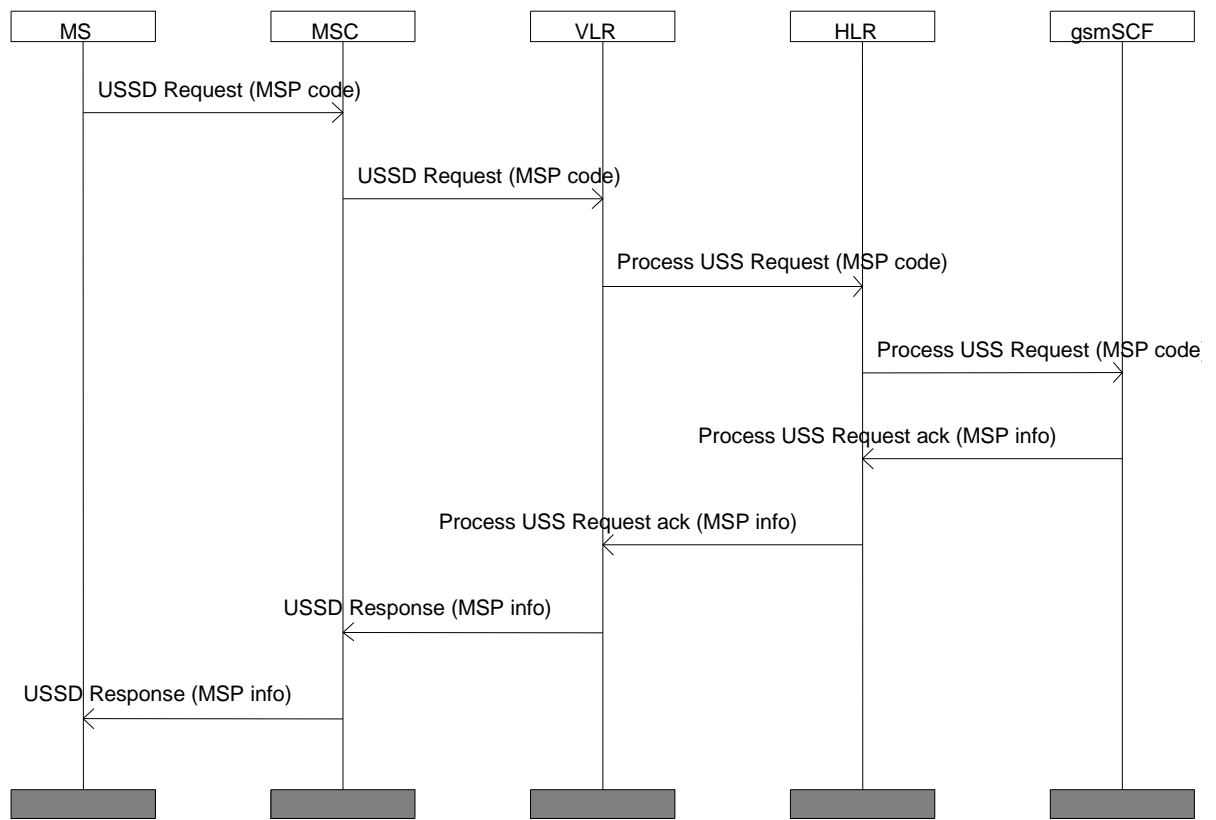 MS MSC VLR HLR gsmSCF
USSD Request (MSP code)
USSD Request (MSP code)
Process USS Request (MSP code)
Process USS Request (MSP code)
Process USS Request ack (MSP info)
Process USS Request ack (MSP info)
USSD Response (MSP info)
USSD Response (MSP info)